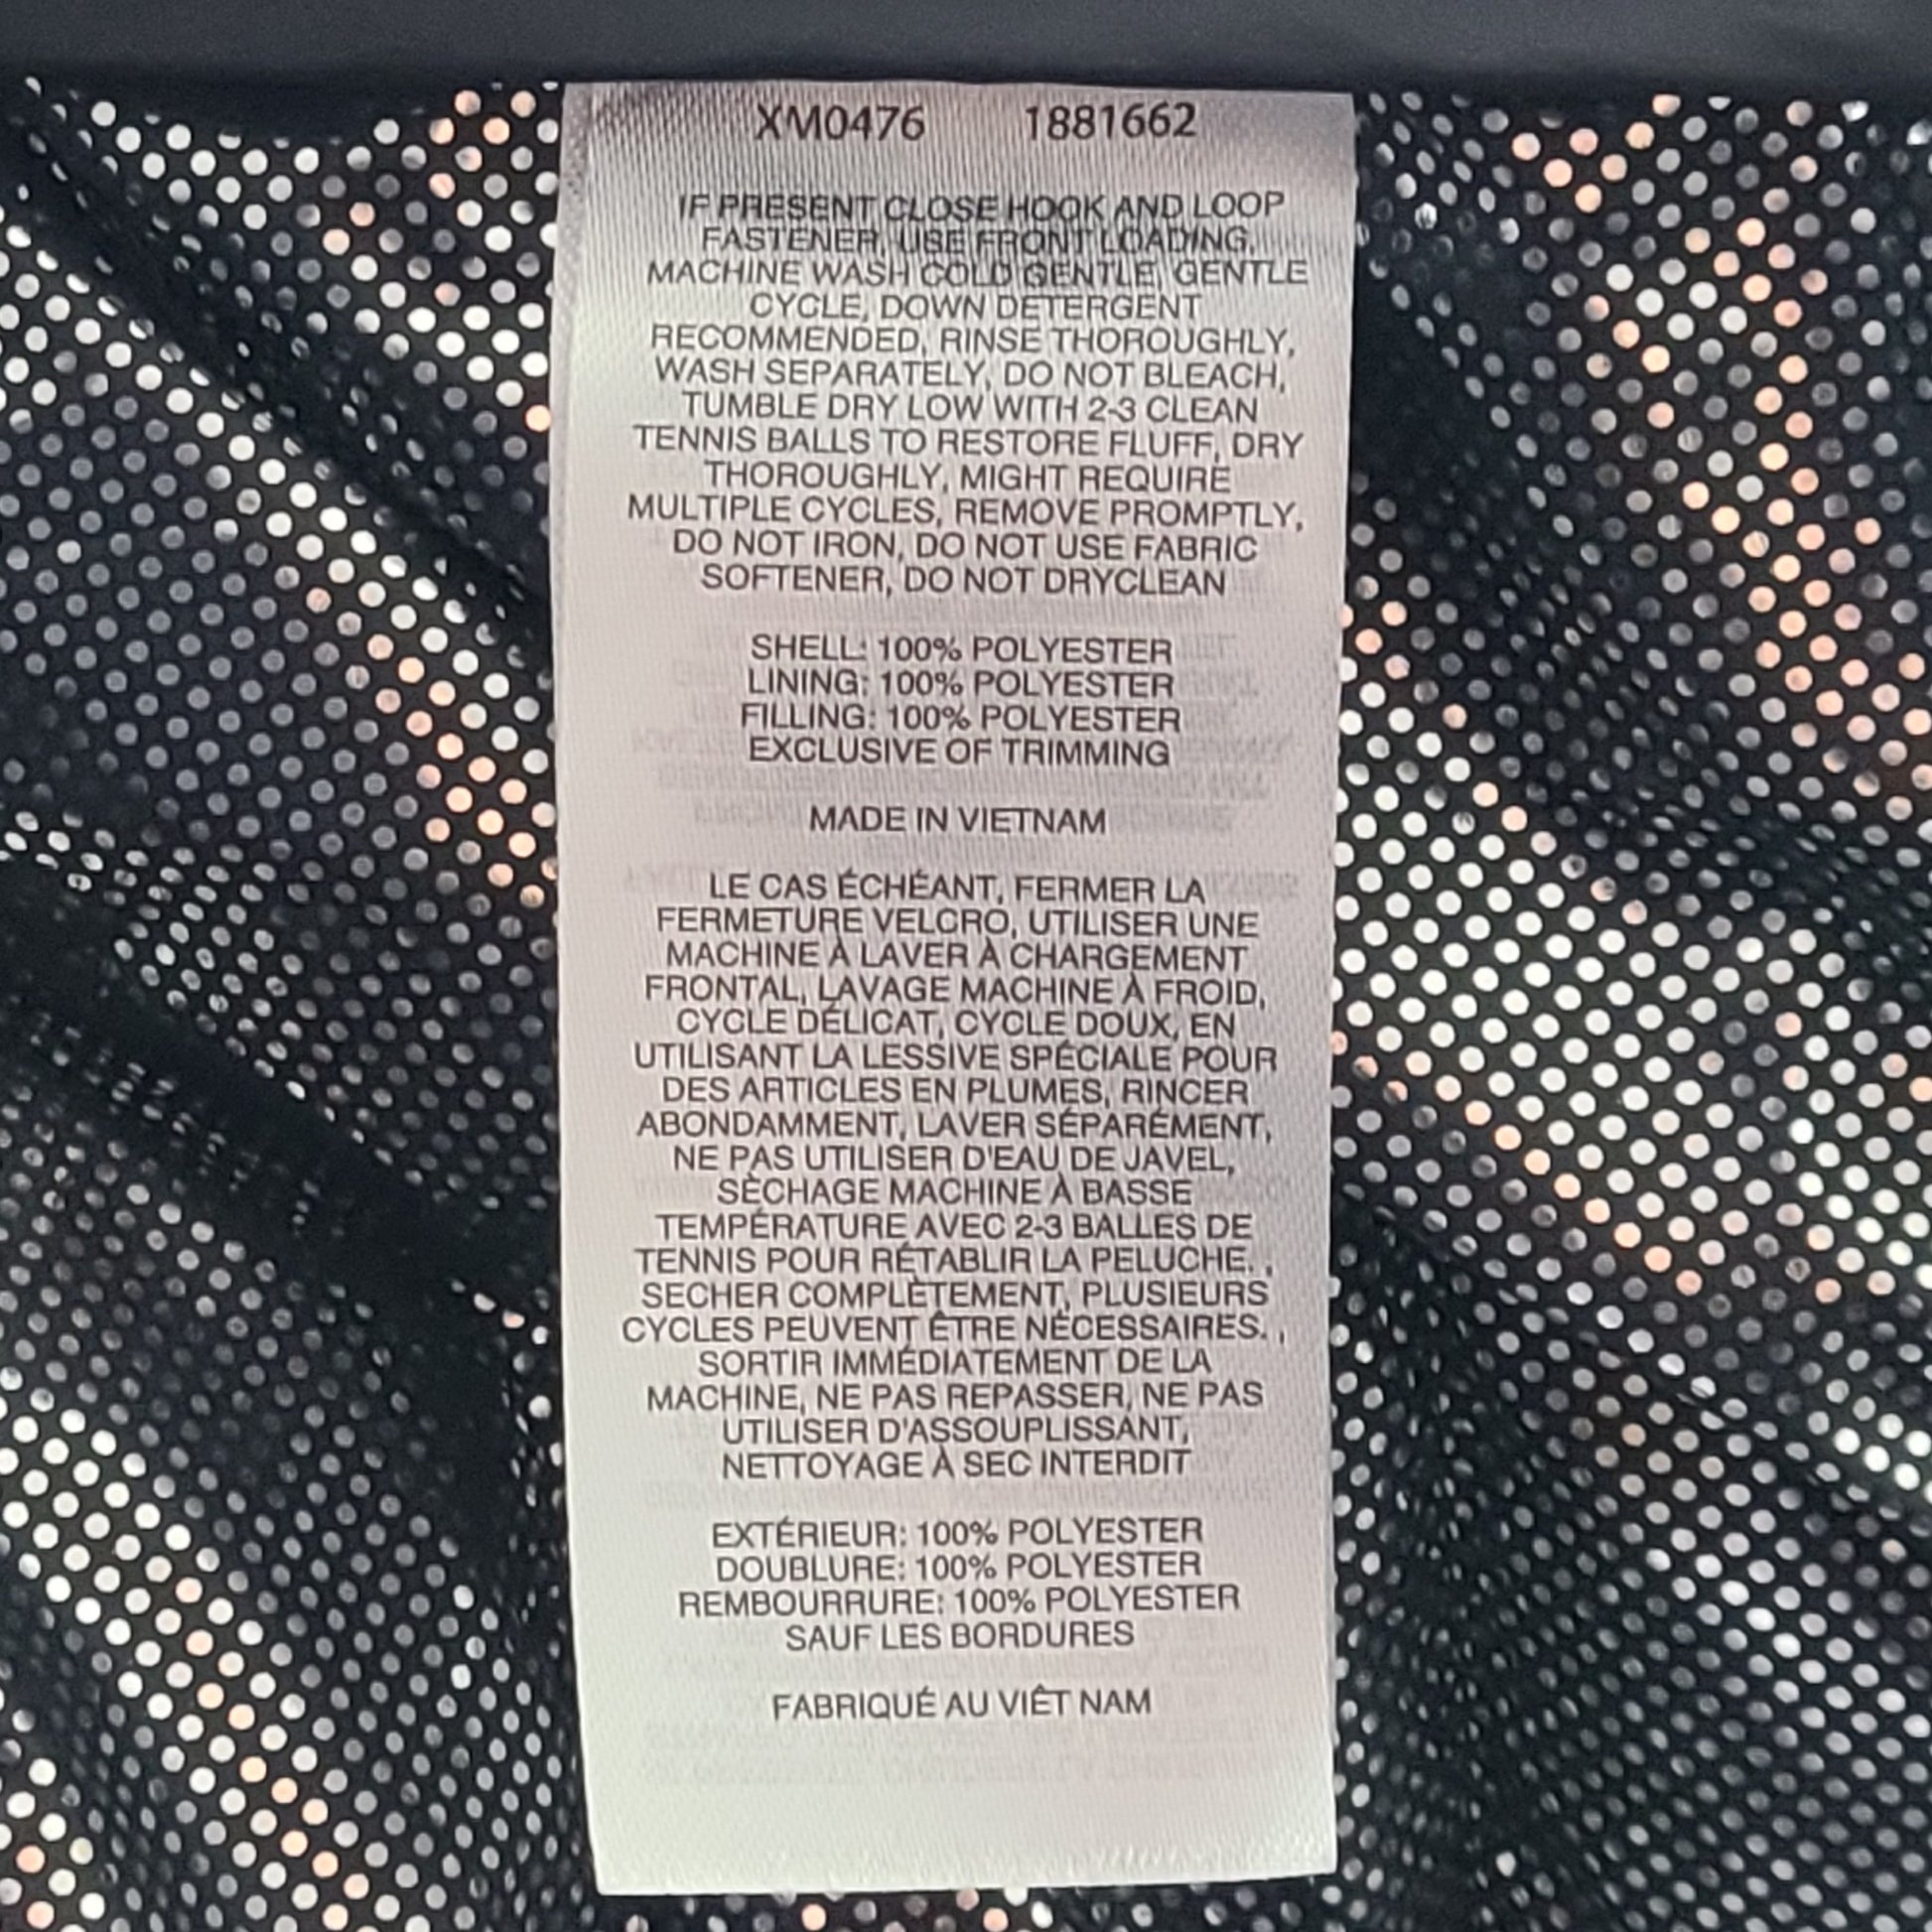 XM0476 1881662
IF PRESENT CLOSE HOOK AND LOOP
FASTENER, USE FRONT LOADING,
MACHINE WASH COLD GENTLE, GENTLE
CYCLE, DOWN DETERGENT
RECOMMENDED, RINSE THOROUGHLY,
WASH SEPARATELY, DO NOT BLEACH,
TUMBLE DRY LOW WITH 2-3 CLEAN
TENNIS BALLS TO RESTORE FLUFF, DRY
THOROUGHLY, MIGHT REQUIRE
MULTIPLE CYCLES, REMOVE PROMPTLY,
DO NOT IRON, DO NOT USE FABRIC
SOFTENER, DO NOT DRYCLEAN
SHELL: 100% POLYESTER
LINING: 100% POLYESTER
FILLING: 100% POLYESTER
EXCLUSIVE OF TRIMMING
MADE IN VIETNAM
LE CAS ÉCHÉANT, FERMER LA
FERMETURE VELCRO, UTILISER UNE
MACHINE À LAVER À CHARGEMENT
FRONTAL, LAVAGE MACHINE À FROID,
CYCLE DÉLICAT, CYCLE DOUX, EN
UTILISANT LA LESSIVE SPÉCIALE POUR
DES ARTICLES EN PLUMES, RINCER
ABONDAMMENT, LAVER SÉPARÉMENT,
NE PAS UTILISER D'EAU DE JAVEL,
SÈCHAGE MACHINE À BASSE
TEMPÉRATURE AVEC 2-3 BALLES DE
TENNIS POUR RÉTABLIR LA PELUCHE. ,
SECHER COMPLÈTEMENT, PLUSIEURS
CYCLES PEUVENT ÊTRE NÉCESSAIRES. ,
SORTIR IMMÉDIATEMENT DE LA
MACHINE, NE PAS REPASSER, NE PAS
UTILISER D'ASSOUPLISSANT,
NETTOYAGE À SEC INTERDIT
EXTÉRIEUR: 100% POLYESTER
DOUBLURE: 100% POLYESTER
REMBOURRURE: 100% POLYESTER
SAUF LES BORDURES
FABRIQUÉ AU VIÊT NAM